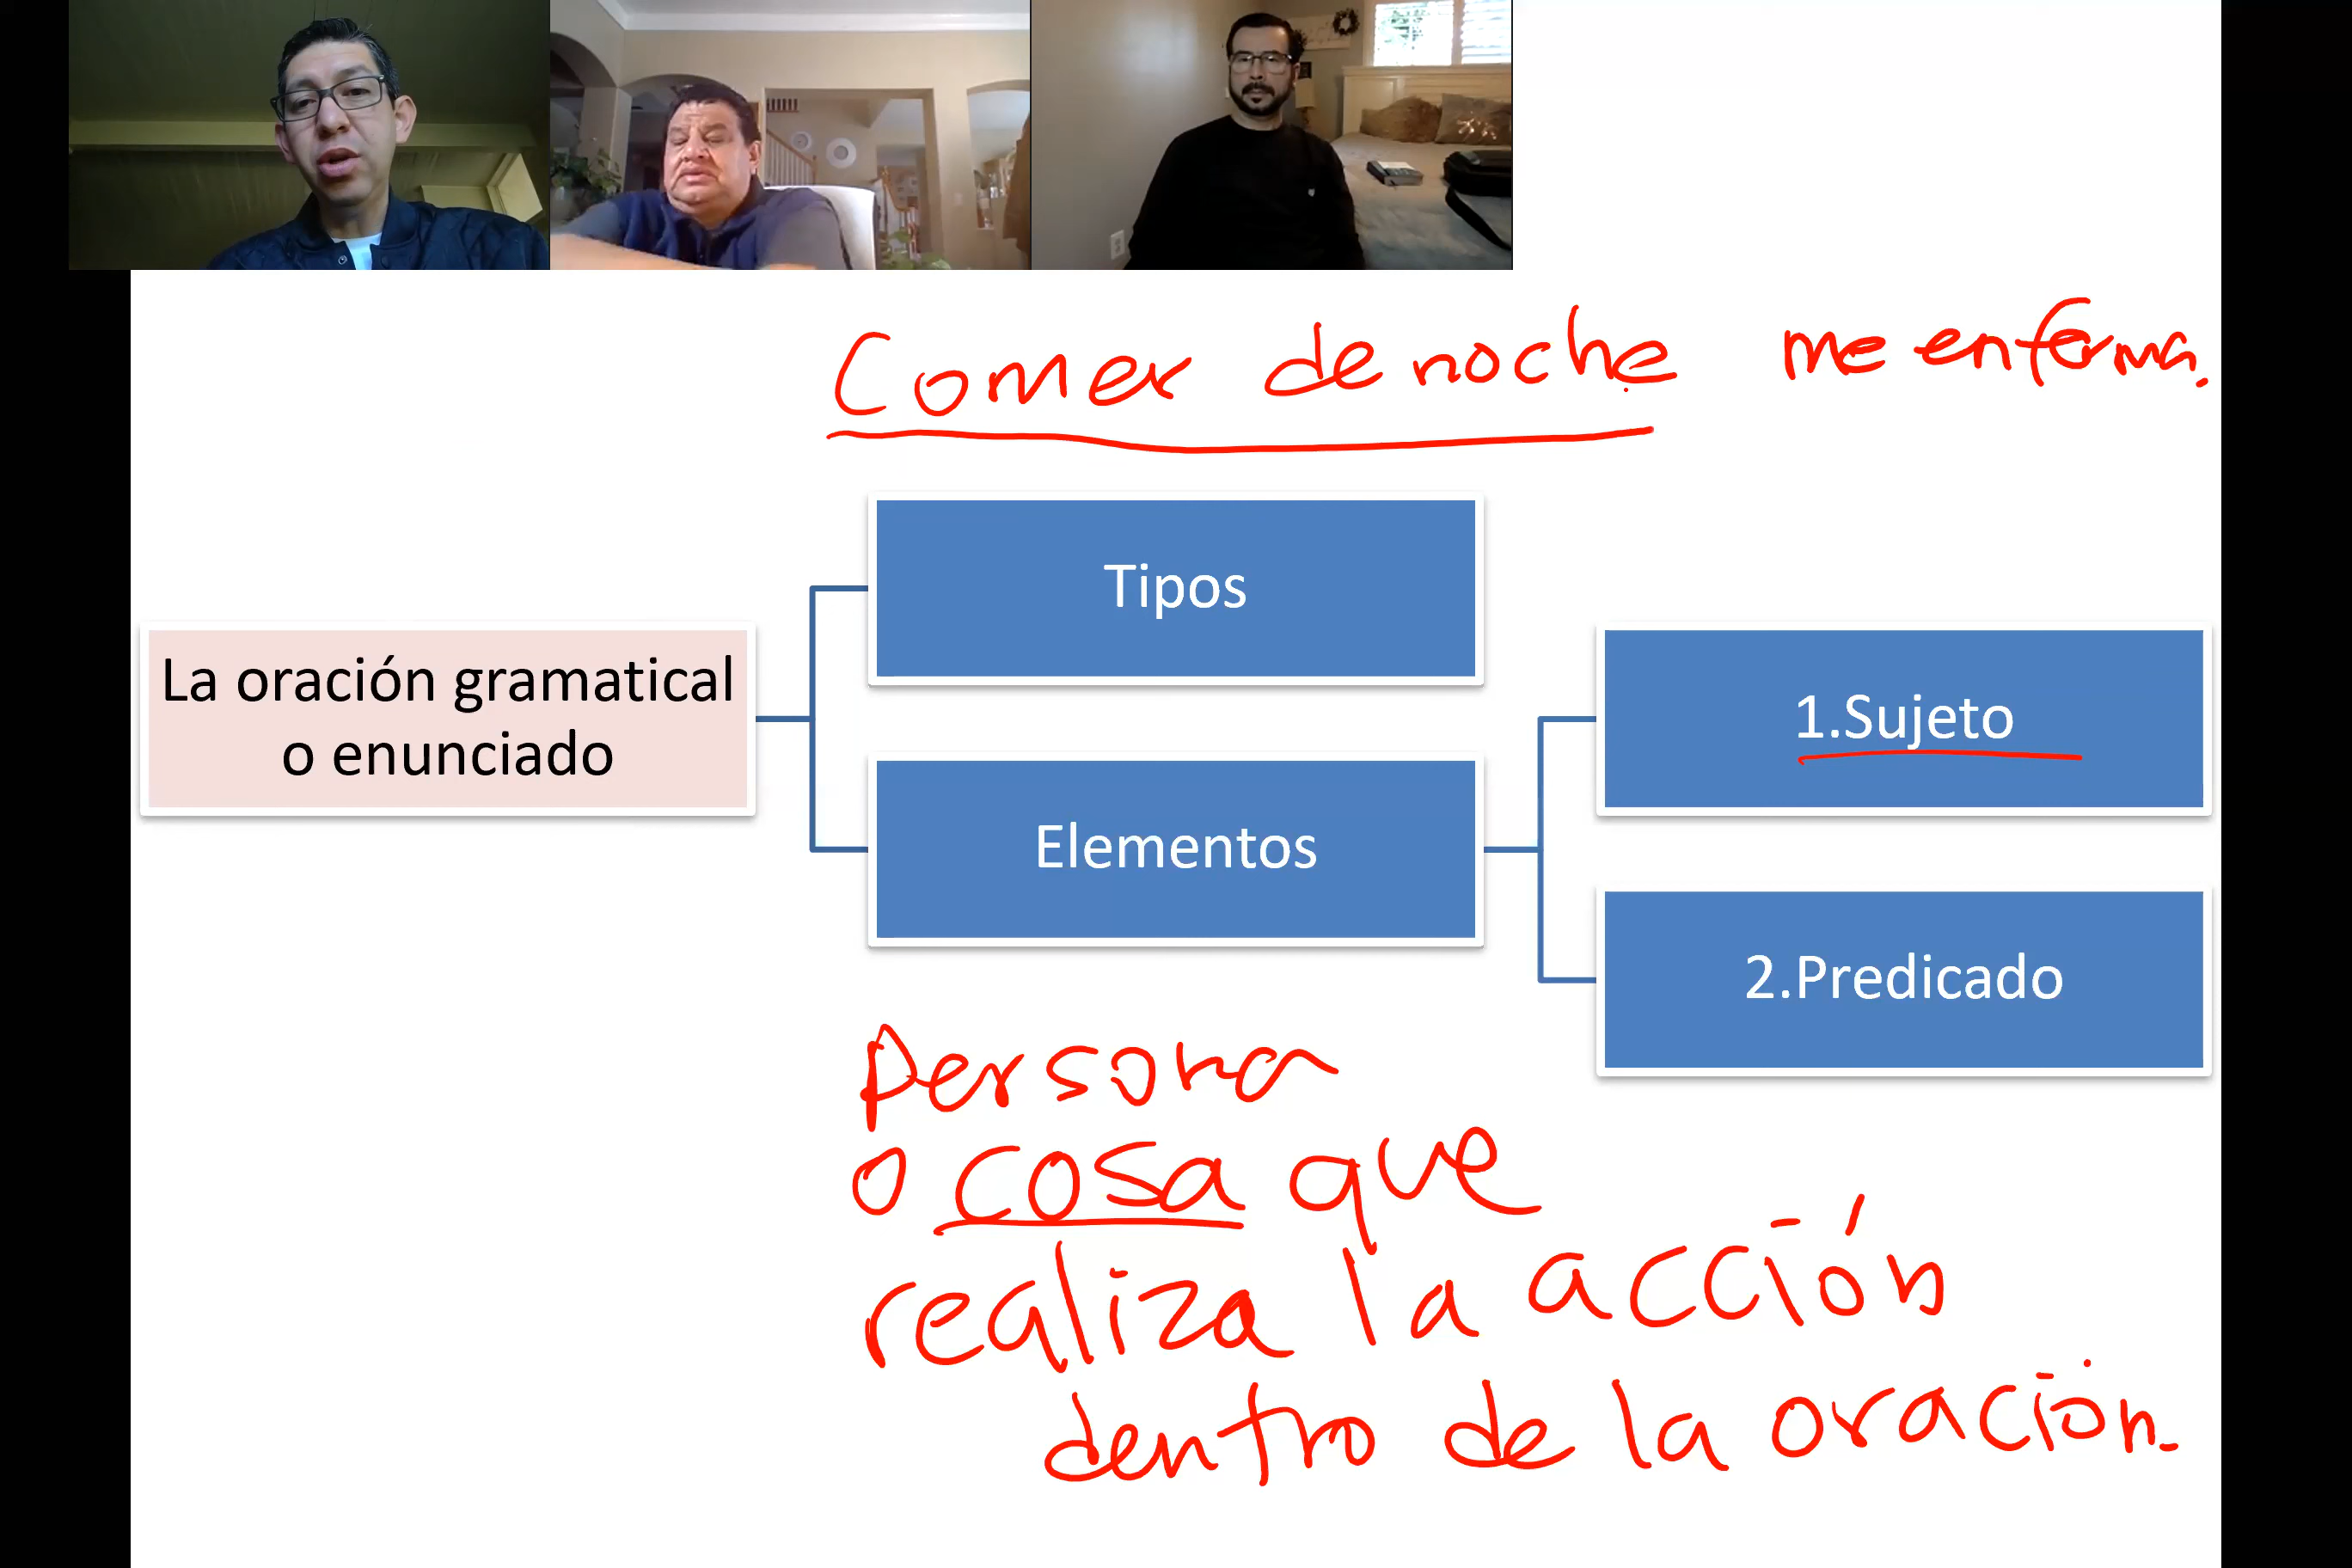 Comer de noche me enferma.
Tipos
La oración gramatical
o enunciado
1.Sujeto
Elementos
2.Predicado
Persona
o cosa que
realiza la acción
dentro de la oración.